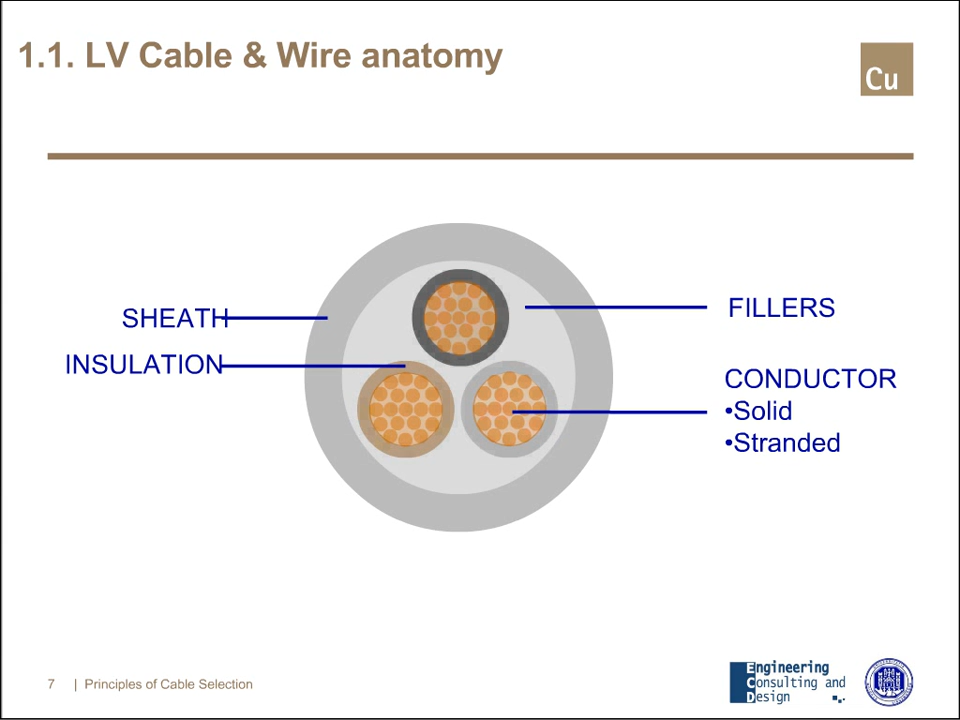 1.1. LV Cable & Wire anatomy
Cu
SHEATH
INSULATION
FILLERS
CONDUCTOR
•Solid
•Stranded
7 | Principles of Cable Selection
Engineering
Consulting and
Design